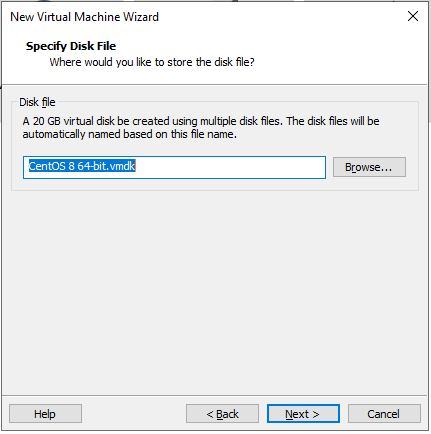 New Virtual Machine Wizard
Specify Disk File
Where would you like to store the disk file?
Disk file
A 20 GB virtual disk be created using multiple disk files. The disk files will be
automatically named based on this file name.
CentOS 8 64-bit.vmdk
Browse...
Help
< Back
Next >
Cancel